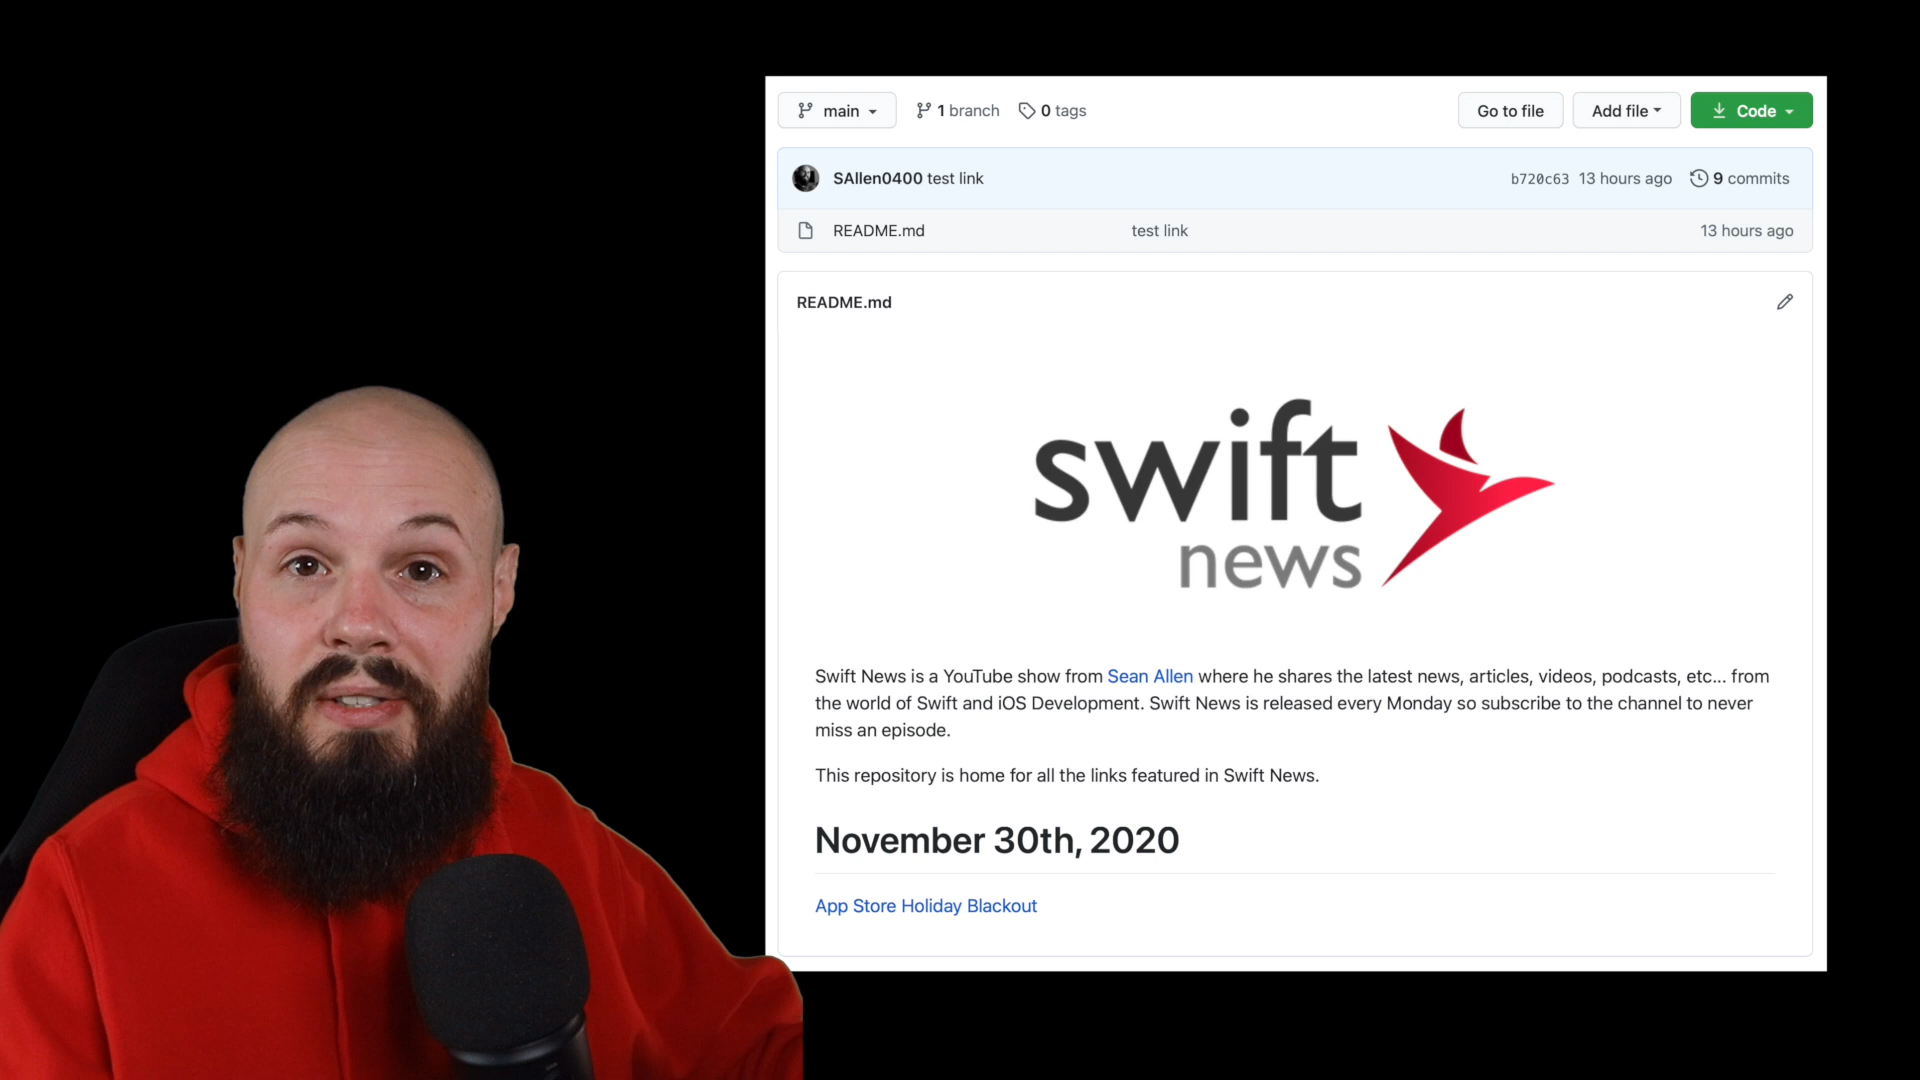 main
1 branch
0 tags
Go to file
Add file
Code
SAllen0400 test link
b720c63 13 hours ago
9 commits
README.md
test link
13 hours ago
README.md
swift
news
Swift News is a YouTube show from Sean Allen where he shares the latest news, articles, videos, podcasts, etc... from
the world of Swift and iOS Development. Swift News is released every Monday so subscribe to the channel to never
miss an episode.
This repository is home for all the links featured in Swift News.
November 30th, 2020
App Store Holiday Blackout